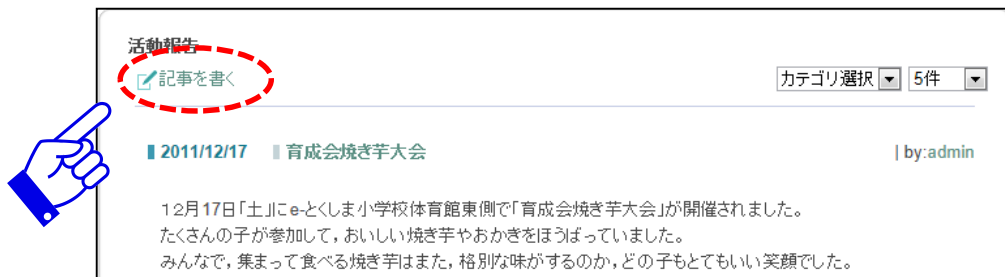 活動報告
記事を書く
カテゴリ選択 5件
2011/12/17 育成会焼き芋大会 | by:admin
12月17日「土」にe-とくしま小学校体育館東側で「育成会焼き芋大会」が開催されました。
たくさんの子が参加して,おいしい焼き芋やおかきをほうばっていました。
みんなで,集まって食べる焼き芋はまた,格別な味がするのか,どの子もとてもいい笑顔でした。